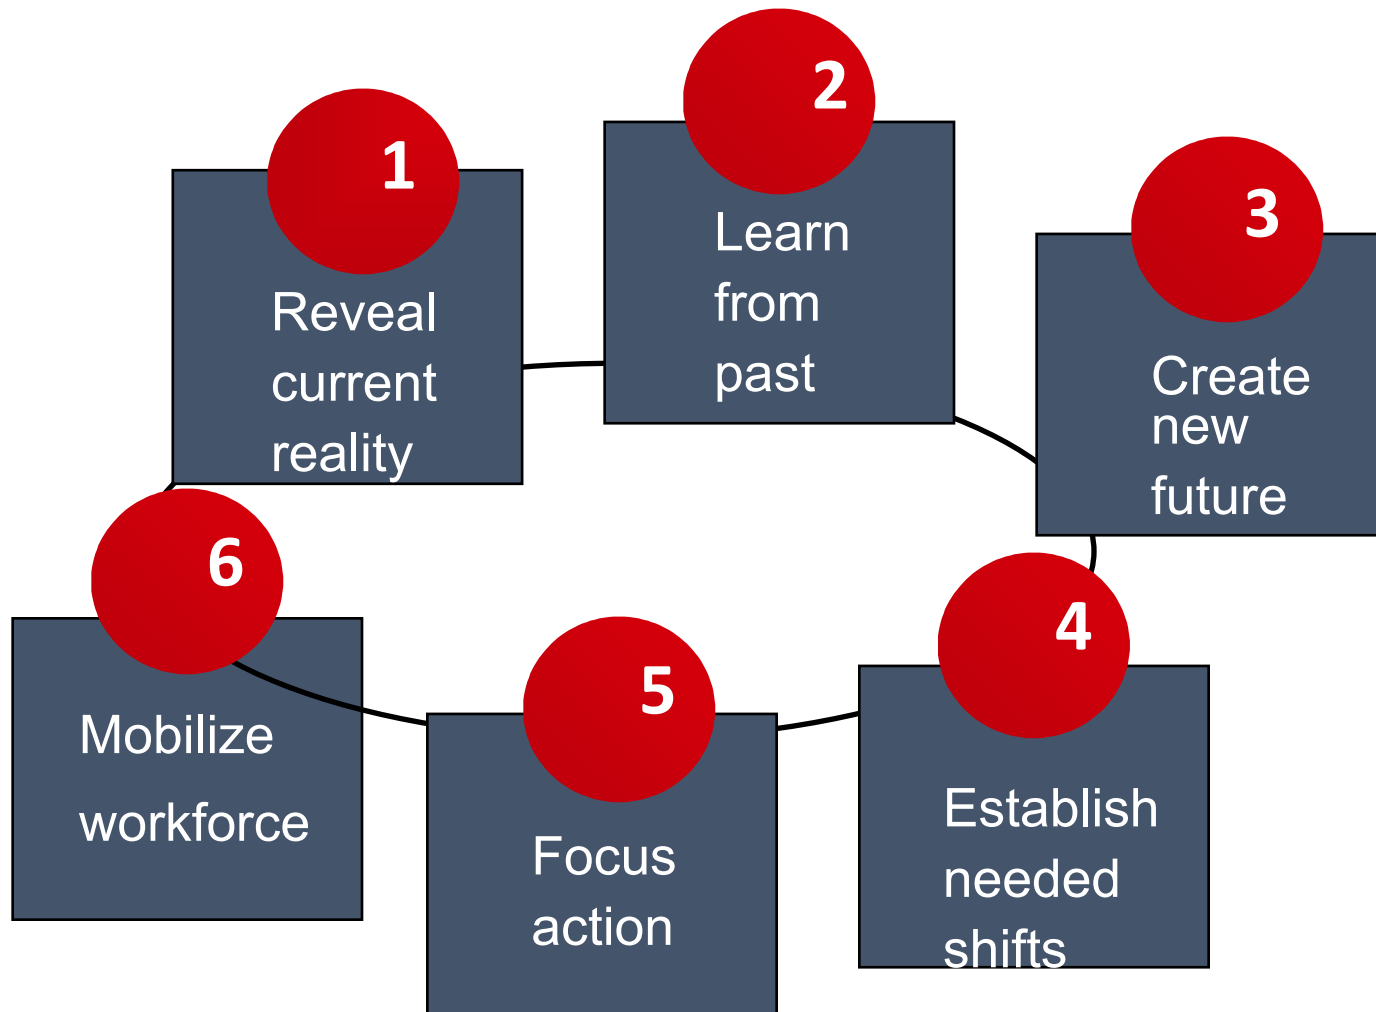 1
Reveal
current
reality
2
Learn
from
past
3
Create
new
future
4
Establish
needed
shifts
5
Focus
action
6
Mobilize
workforce